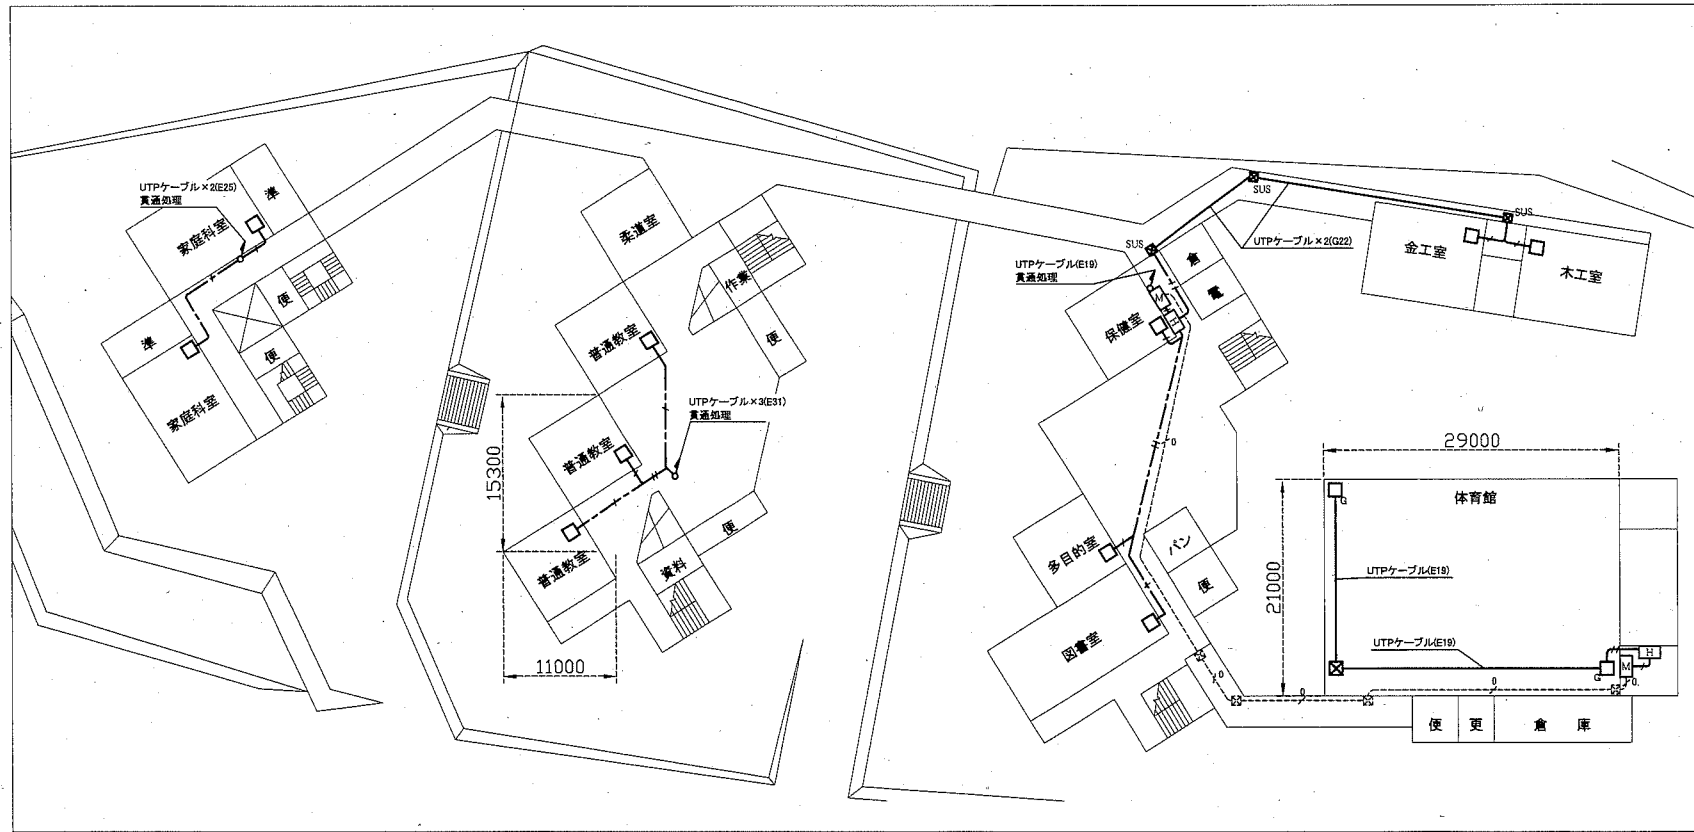 UTPケーブル×2(E25)
貫通処理
準
家庭科室
準
便
便
家庭科室
柔道室
作業
便
普通教室
普通教室
普通教室
UTPケーブル×3(E31)
貫通処理
便
資料
15300
11000
SUS
SUS
SUS
UTPケーブル×2(G22)
UTPケーブル(E19)
貫通処理
倉
電
M
H
保健室
金工室
木工室
0
多目的室
パン
便
図書室
0
29000
21000
体育館
G
UTPケーブル(E19)
UTPケーブル(E19)
G
H
M
0
0
0
便
更
倉庫